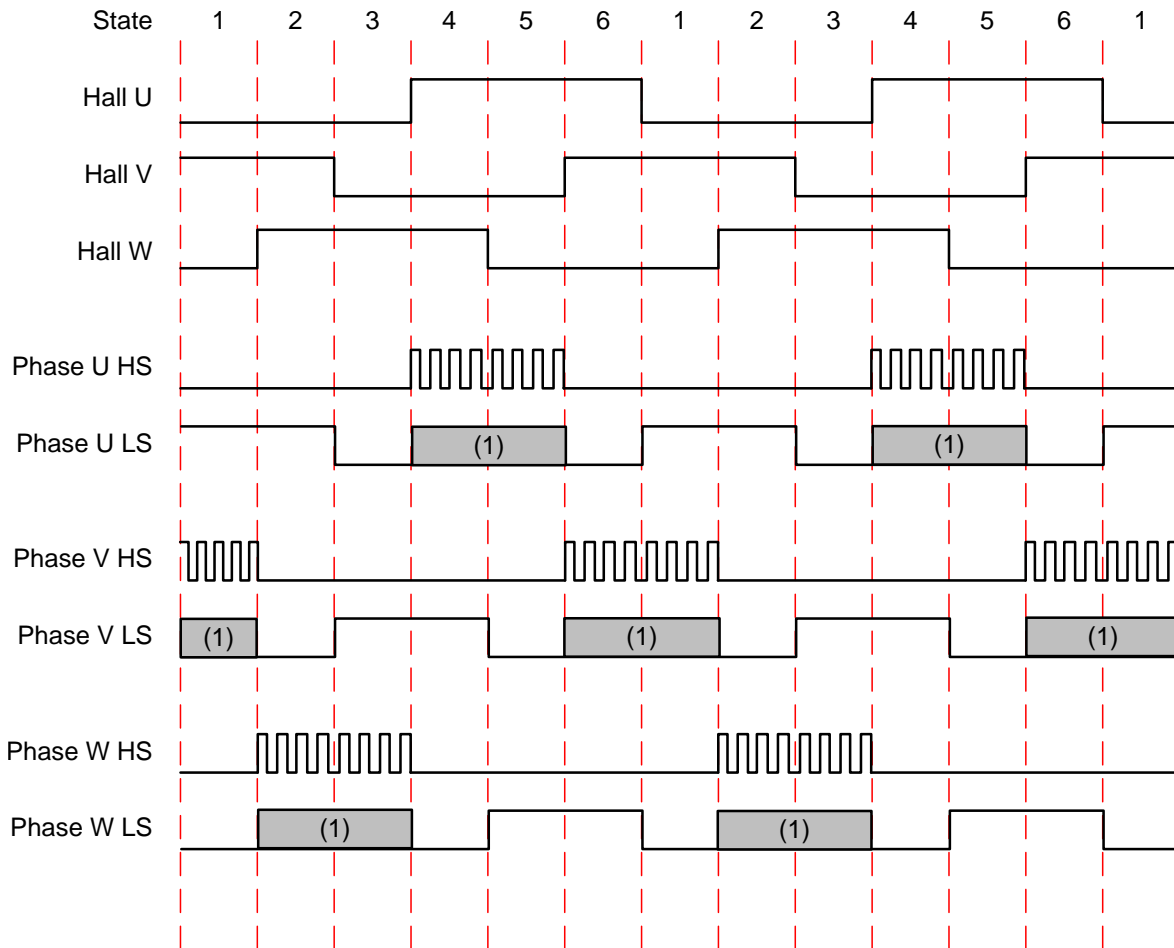 State 1 2 3 4 5 6 1 2 3 4 5 6 1
Hall U
Hall V
Hall W
Phase U HS
Phase U LS (1) (1)
Phase V HS
Phase V LS (1) (1) (1)
Phase W HS
Phase W LS (1) (1)